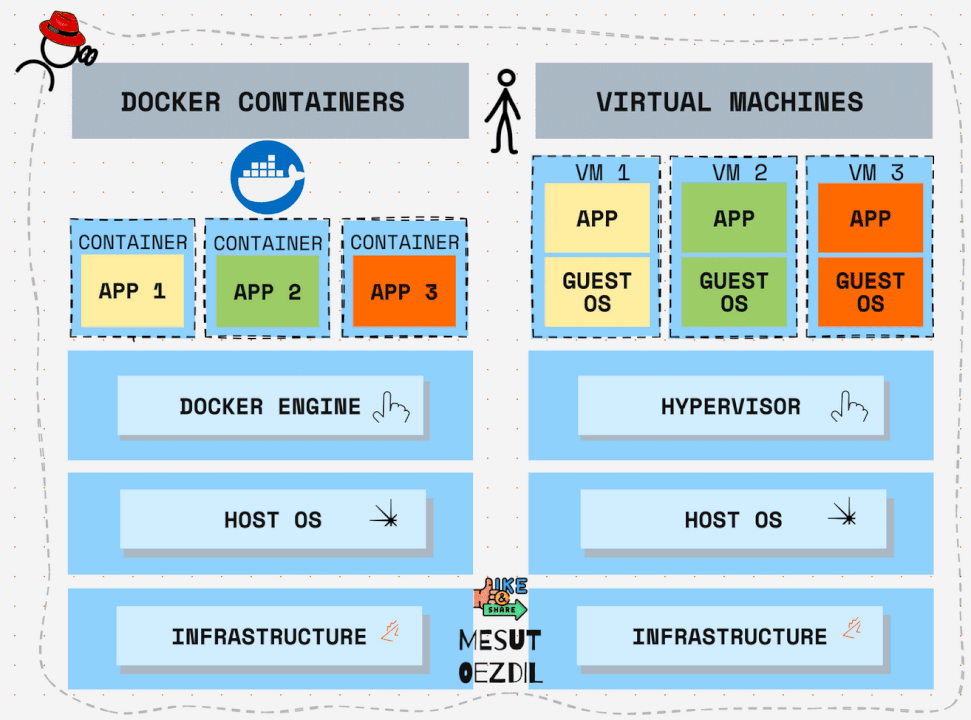 DOCKER CONTAINERS
CONTAINER
APP 1
CONTAINER
APP 2
CONTAINER
APP 3
DOCKER ENGINE
HOST OS
INFRASTRUCTURE
VIRTUAL MACHINES
VM 1
APP
GUEST
OS
VM 2
APP
GUEST
OS
VM 3
APP
GUEST
OS
HYPERVISOR
HOST OS
INFRASTRUCTURE
LIKE
&
SHARE
MESUT
OEZDIL